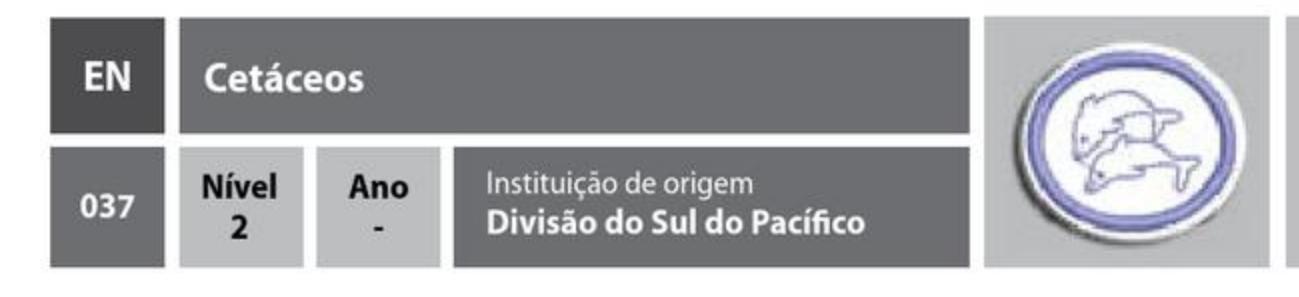 EN
Cetáceos
037
Nível
2
Ano
-
Instituição de origem
Divisão do Sul do Pacífico